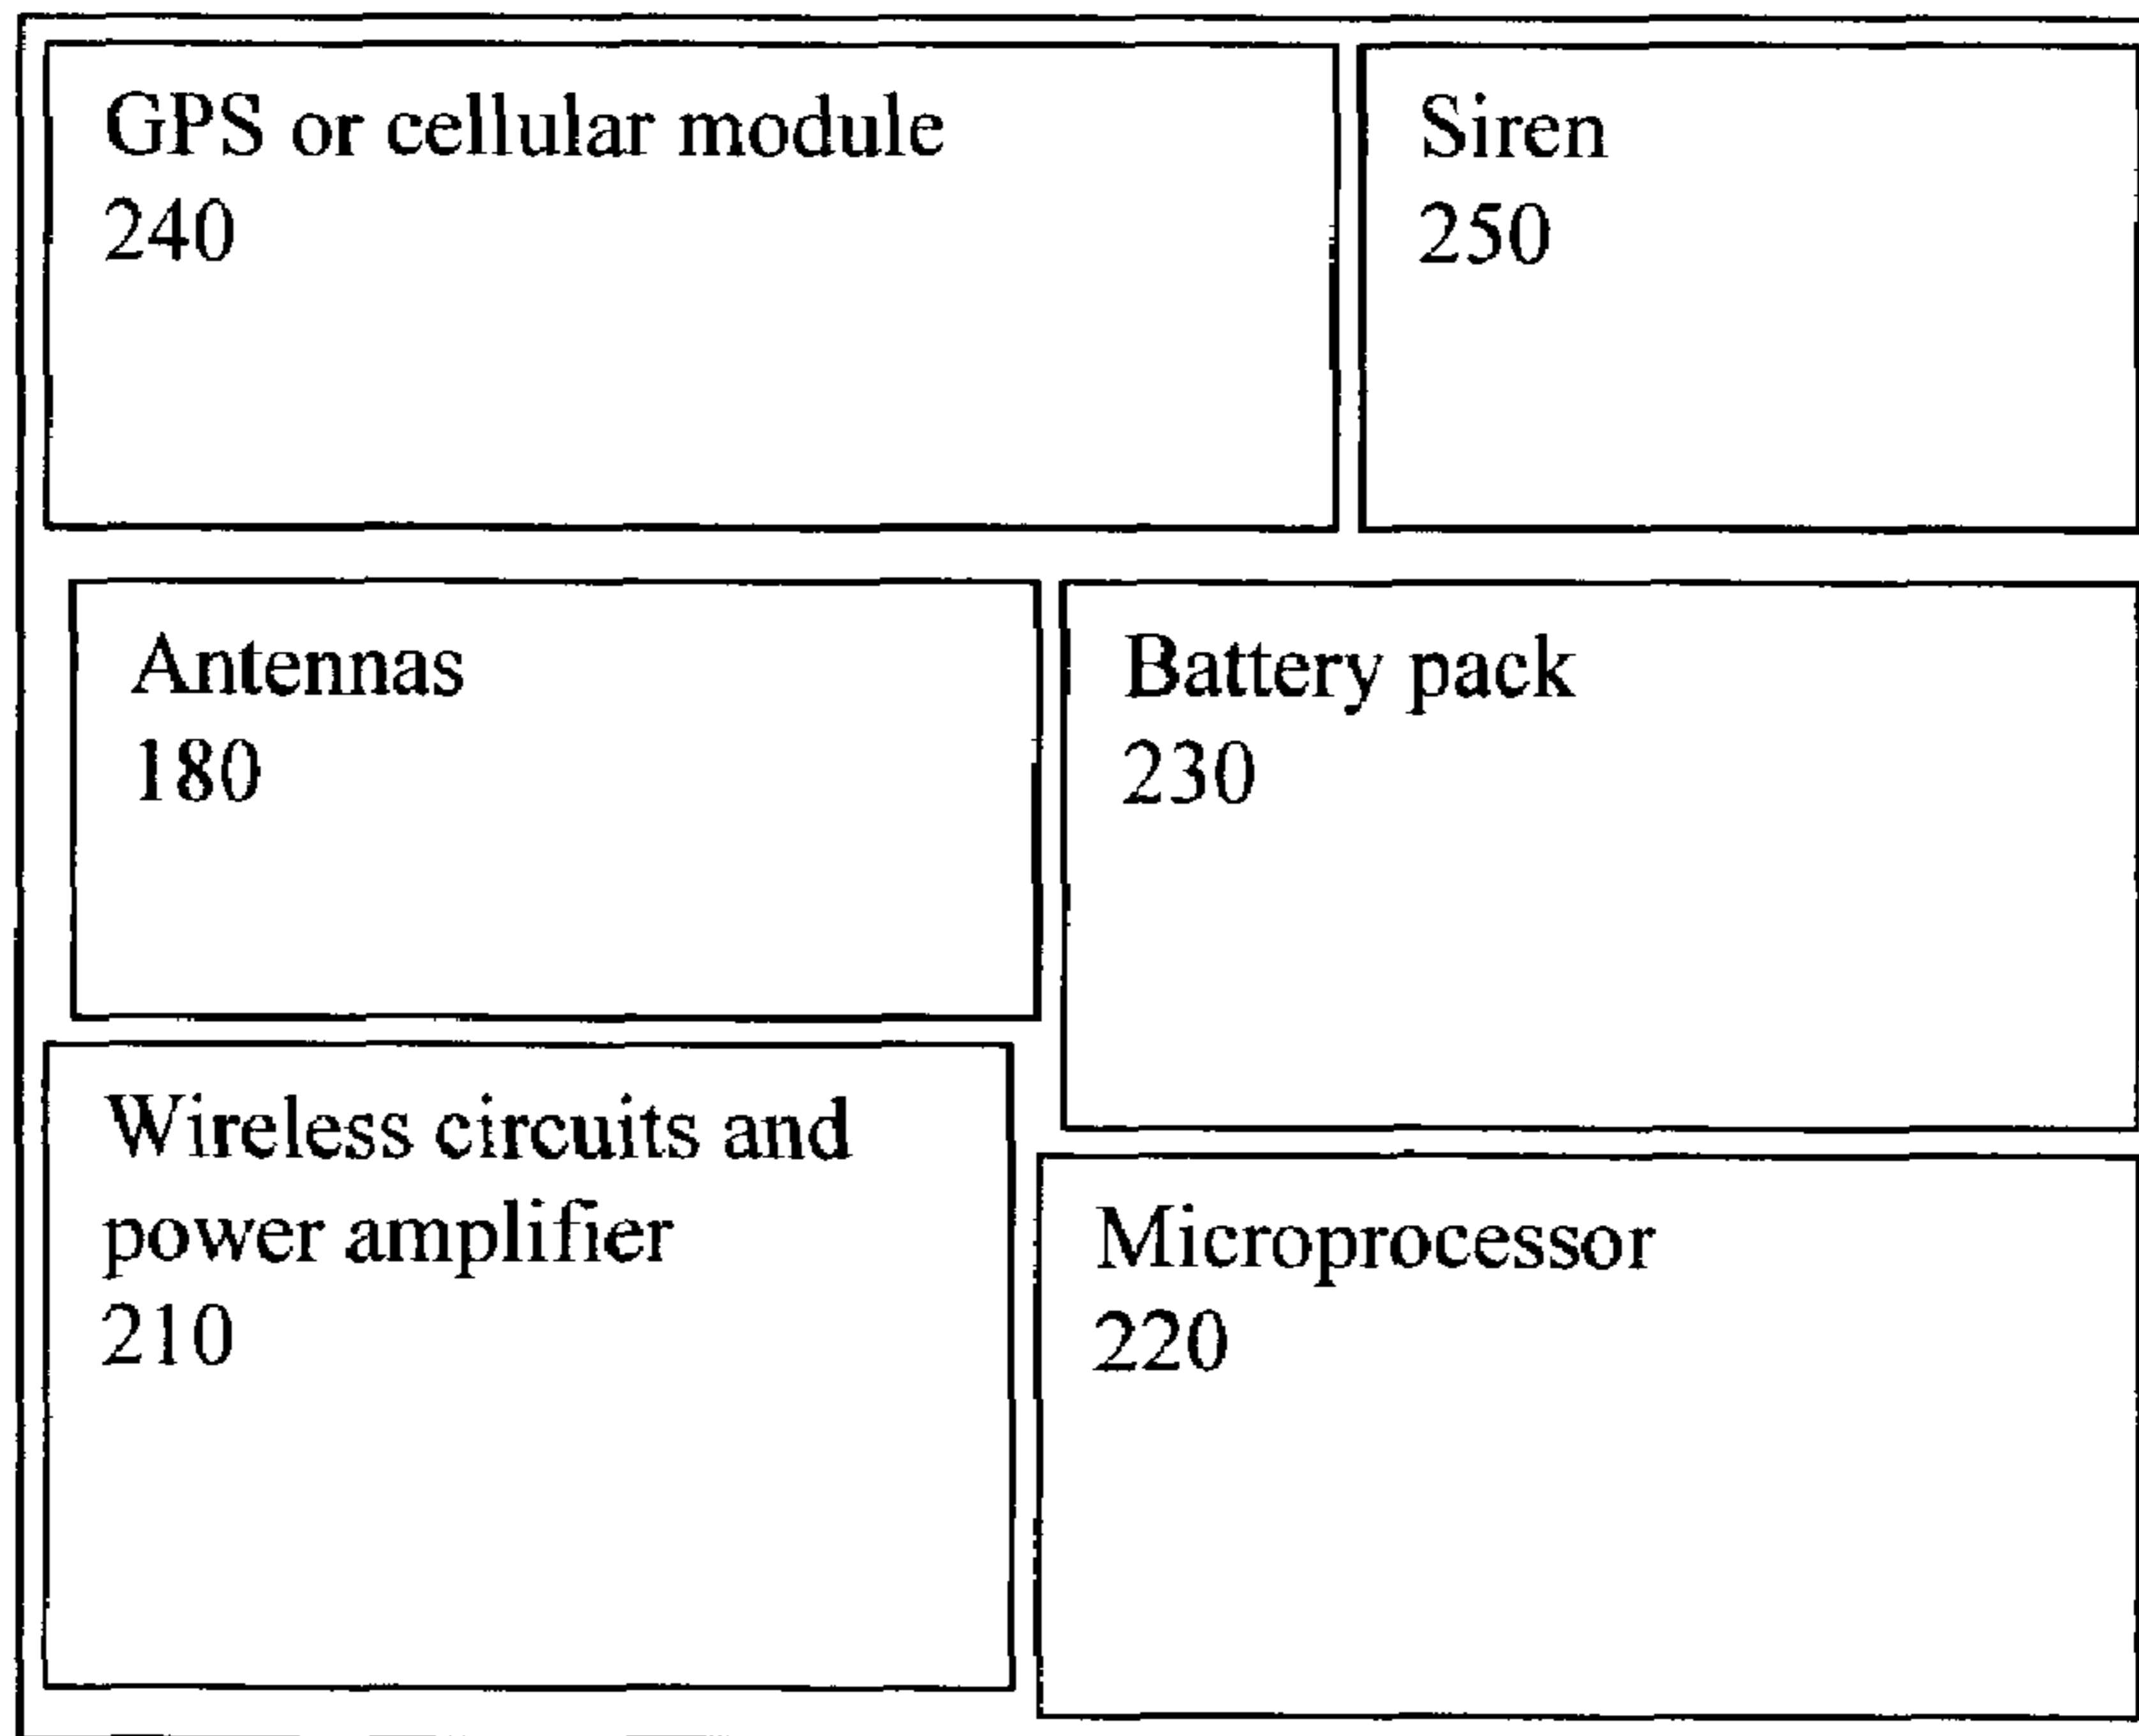 GPS or cellular module
240
Siren
250
Antennas
180
Battery pack
230
Wireless circuits and
power amplifier
210
Microprocessor
220